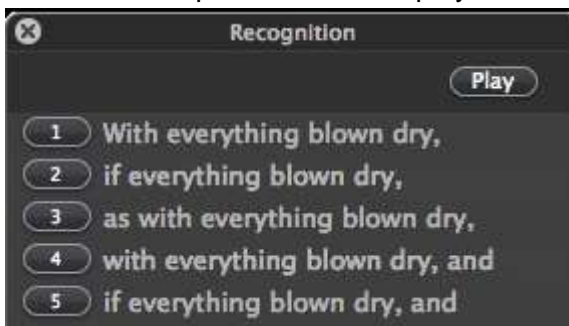 Recognition
Play
1 With everything blown dry,
2 if everything blown dry,
3 as with everything blown dry,
4 with everything blown dry, and
5 if everything blown dry, and